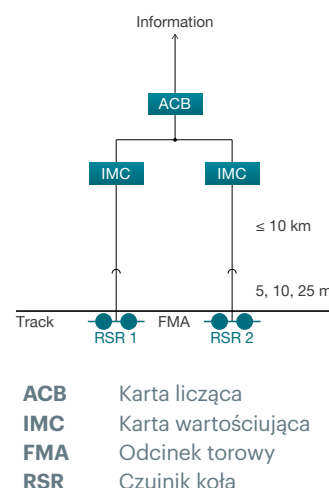 Information
ACB
IMC IMC
≤ 10 km
5, 10, 25 m
Track FMA
RSR 1 RSR 2
ACB Karta licząca
IMC Karta wartościująca
FMA Odcinek torowy
RSR Czujnik koła